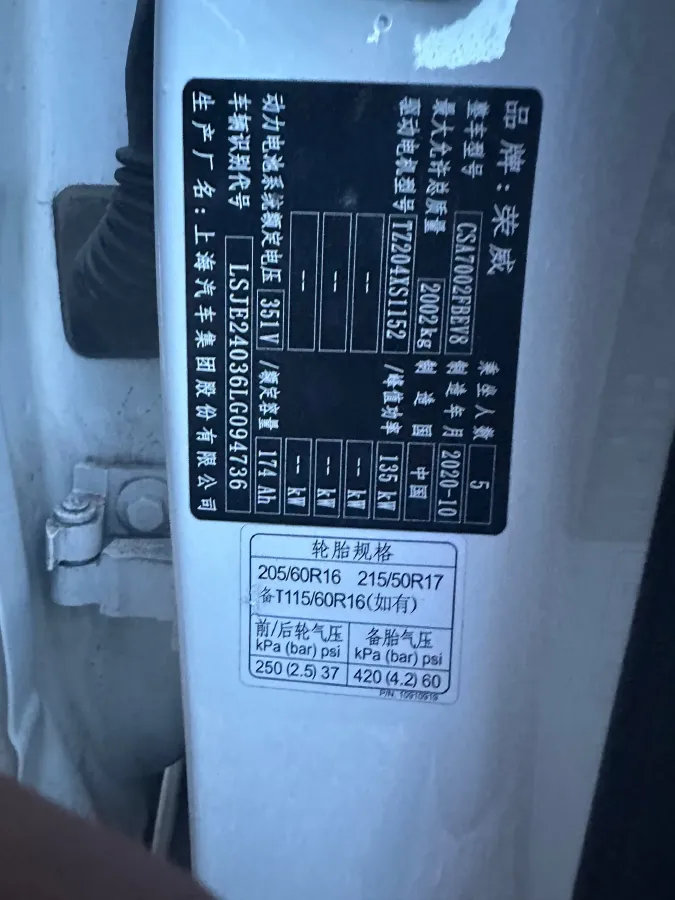 品牌：荣威
整车型号 CSA7002FBEV8 乘坐人数 5
最大允许总质量 2002kg 制造年月 2020-10
驱动电机型号 TZ204XS1152 制造国 中国
-- /峰值功率 135 kW
-- -- kW
-- -- kW
-- kW
动力电池系统额定电压 351V /额定容量 174 Ah
车辆识别代号 LSJE24036LG094736
生产厂名：上海汽车集团股份有限公司
轮胎规格
205/60R16 215/50R17
备T115/60R16(如有)
前/后轮气压 备胎气压
kPa (bar) psi kPa (bar) psi
250 (2.5) 37 420 (4.2) 60
P/N. 10910919